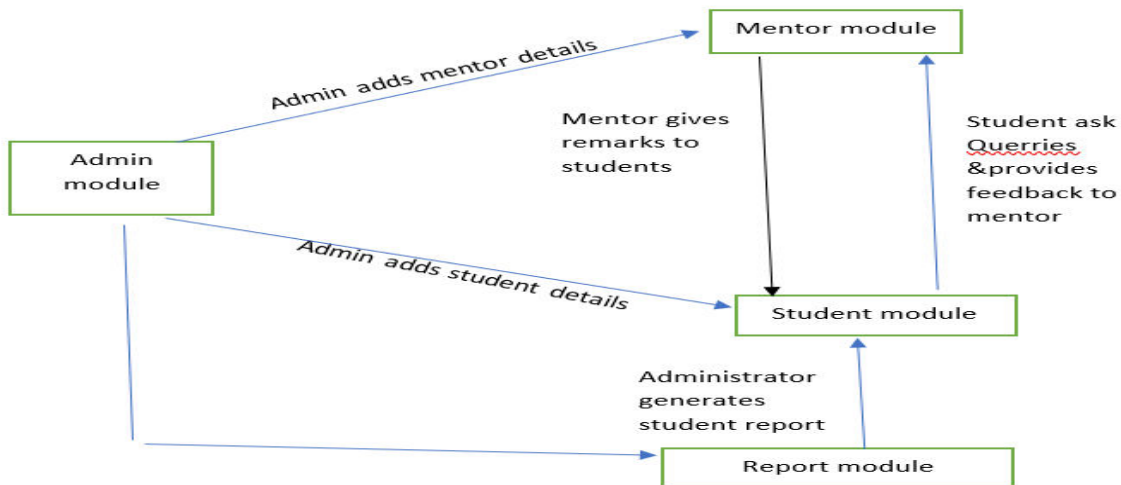 Mentor module
Admin adds mentor details
Mentor gives
remarks to
students
Student ask
Querries
&provides
feedback to
mentor
Admin
module
Admin adds student details
Student module
Administrator
generates
student report
Report module